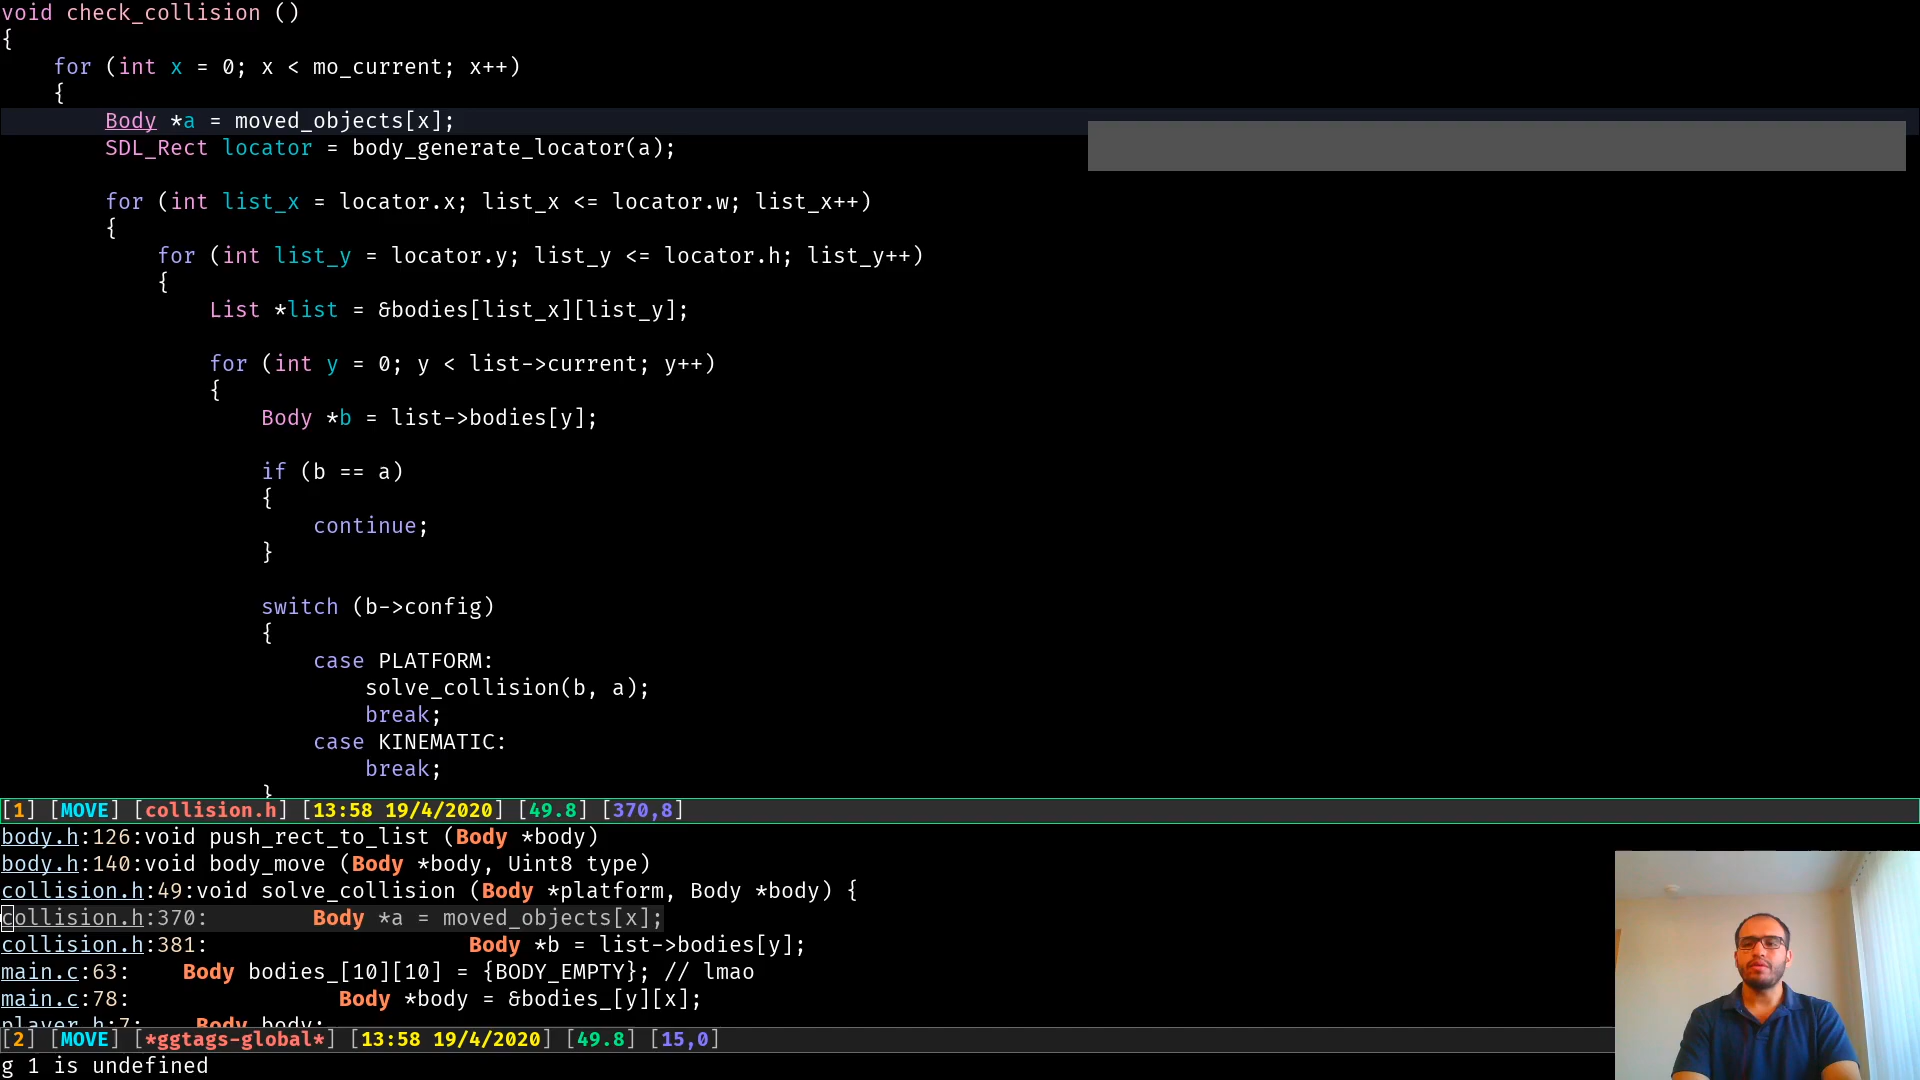 void check_collision ()
{
for (int x = 0; x < mo_current; x++)
{
Body *a = moved_objects[x];
SDL_Rect locator = body_generate_locator(a);
for (int list_x = locator.x; list_x <= locator.w; list_x++)
{
for (int list_y = locator.y; list_y <= locator.h; list_y++)
{
List *list = &bodies[list_x][list_y];
for (int y = 0; y < list->current; y++)
{
Body *b = list->bodies[y];
if (b == a)
{
continue;
}
switch (b->config)
{
case PLATFORM:
solve_collision(b, a);
break;
case KINEMATIC:
break;
}
[1] [MOVE] [collision.h] [13:58 19/4/2020] [49.8] [370,8]
body.h:126:void push_rect_to_list (Body *body)
body.h:140:void body_move (Body *body, Uint8 type)
collision.h:49:void solve_collision (Body *platform, Body *body) {
collision.h:370: Body *a = moved_objects[x];
collision.h:381: Body *b = list->bodies[y];
main.c:63: Body bodies_[10][10] = {BODY_EMPTY}; // lmao
main.c:78: Body *body = &bodies_[y][x];
player.h:7: Body body;
[2] [MOVE] [*ggtags-global*] [13:58 19/4/2020] [49.8] [15,0]
g 1 is undefined